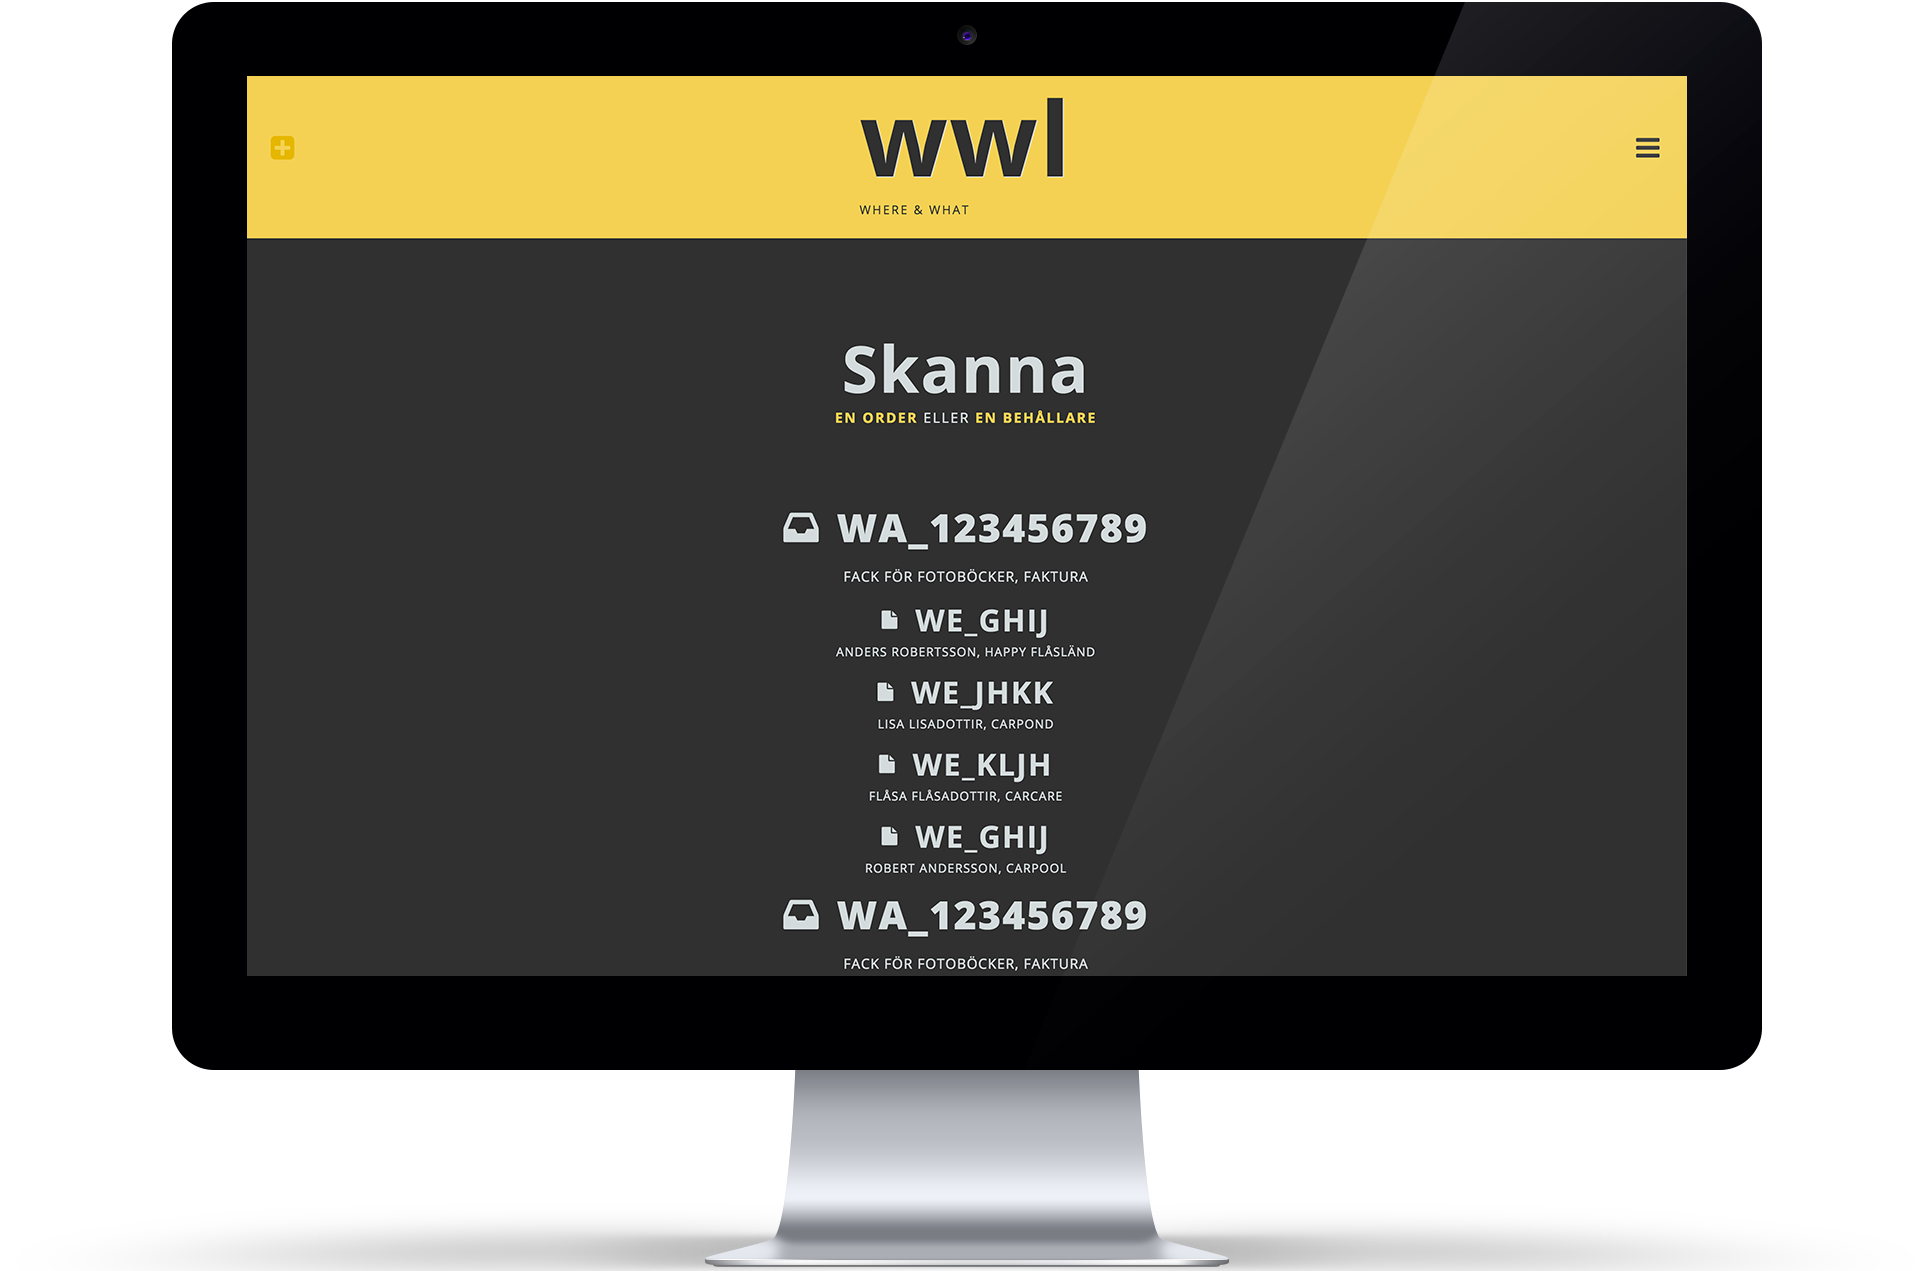 wwl
WHERE & WHAT
Skanna
EN ORDER ELLER EN BEHÅLLARE
WA_123456789
FACK FÖR FOTOBÖCKER, FAKTURA
WE_GHIJ
ANDERS ROBERTSSON, HAPPY FLÅSLÄND
WE_JHKK
LISA LISADOTTIR, CARPOND
WE_KLJH
FLÅSA FLÅSADOTTIR, CARCARE
WE_GHIJ
ROBERT ANDERSSON, CARPOOL
WA_123456789
FACK FÖR FOTOBÖCKER, FAKTURA